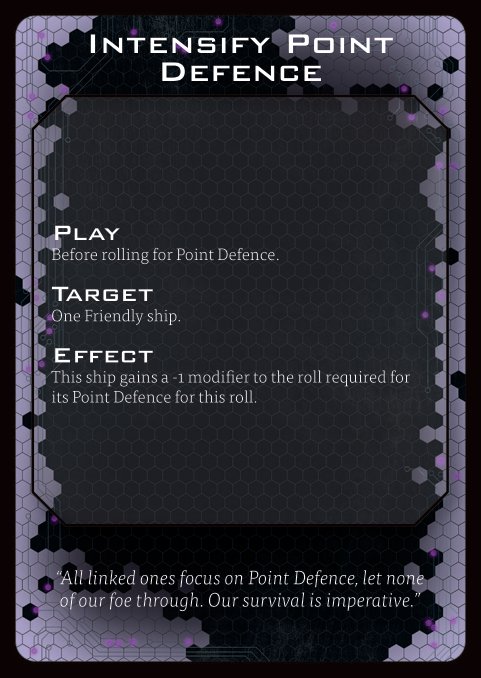 Intensify Point
Defence
Play
Before rolling for Point Defence.
Target
One Friendly ship.
Effect
This ship gains a -1 modifier to the roll required for
its Point Defence for this roll.
“All linked ones focus on Point Defence, let none
of our foe through. Our survival is imperative.”